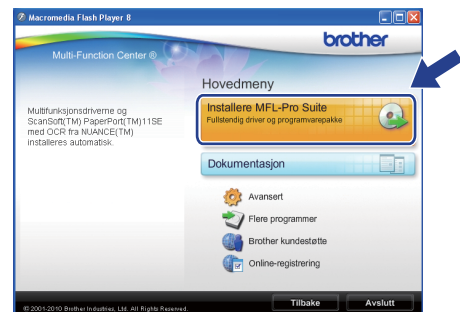 Macromedia Flash Player 8
brother
Multi-Function Center ®
Hovedmeny
Multifunksjonsdriverne og
ScanSoft(TM) PaperPort(TM)11SE
med OCR fra NUANCE(TM)
installeres automatisk.
Installere MFL-Pro Suite
Fullstendig driver og programvarepakke
Dokumentasjon
Avansert
Flere programmer
Brother kundestøtte
Online-registrering
© 2001-2010 Brother Industries, Ltd. All Rights Reserved.
Tilbake
Avslutt